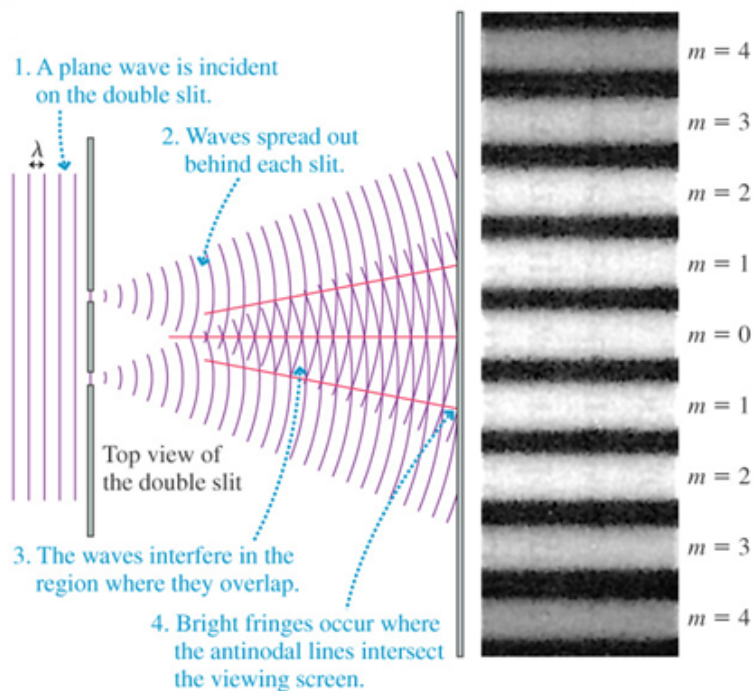 1. A plane wave is incident
on the double slit.
λ
2. Waves spread out
behind each slit.
Top view of
the double slit
3. The waves interfere in the
region where they overlap.
4. Bright fringes occur where
the antinodal lines intersect
the viewing screen.
m = 4
m = 3
m = 2
m = 1
m = 0
m = 1
m = 2
m = 3
m = 4